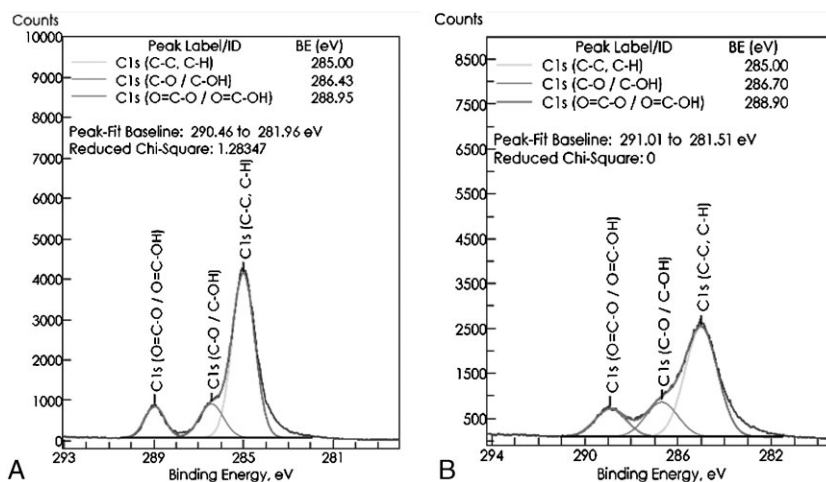 Counts
10000
9000
8000
7000
6000
5000
4000
3000
2000
1000
0
Peak Label/ID BE (eV)
C1s (C-C, C-H) 285.00
C1s (C-O / C-OH) 286.43
C1s (O=C-O / O=C-OH) 288.95
Peak-Fit Baseline: 290.46 to 281.96 eV
Reduced Chi-Square: 1.28347
C1s (O=C-O / O=C-OH)
C1s (C-O / C-OH)
C1s (C-C, C-H)
293 289 285 281
Binding Energy, eV
A
Counts
8500
7500
6500
5500
4500
3500
2500
1500
500
Peak Label/ID BE (eV)
C1s (C-C, C-H) 285.00
C1s (C-O / C-OH) 286.70
C1s (O=C-O / O=C-OH) 288.90
Peak-Fit Baseline: 291.01 to 281.51 eV
Reduced Chi-Square: 0
C1s (O=C-O / O=C-OH)
C1s (C-O / C-OH)
C1s (C-C, C-H)
294 290 286 282
Binding Energy, eV
B